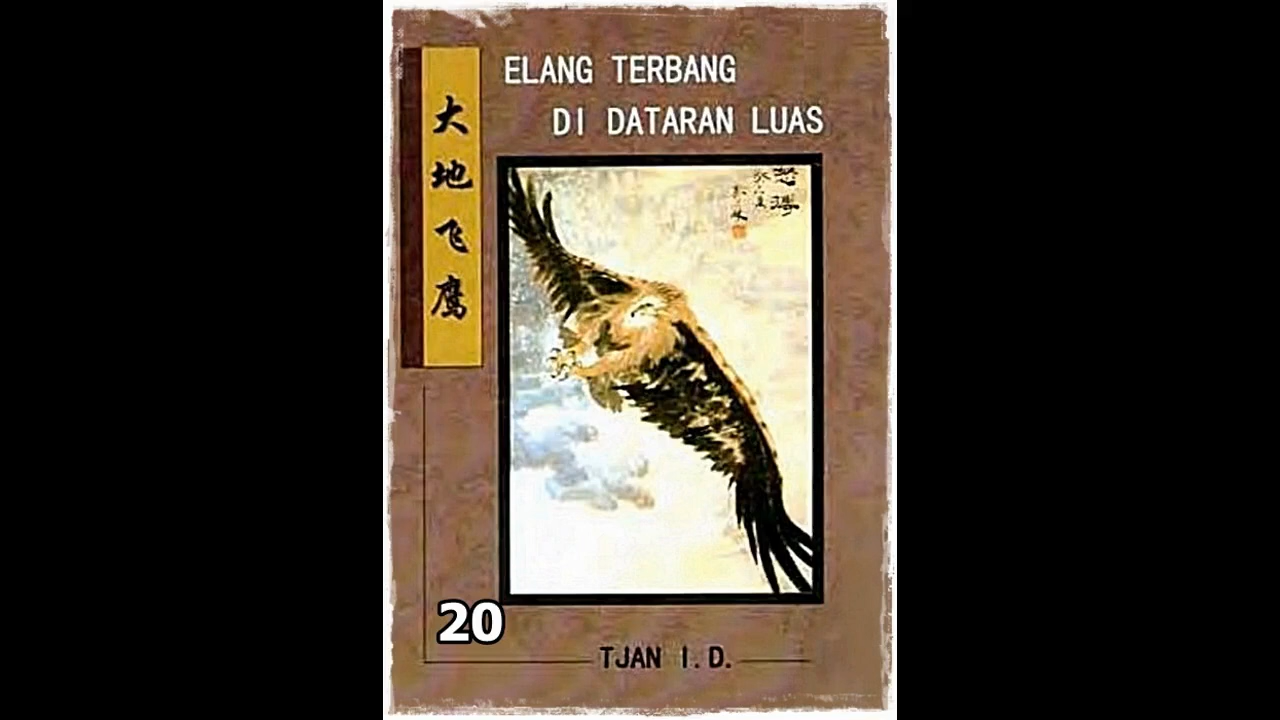 ELANG TERBANG
DI DATARAN LUAS
大地飞鹰
20
TJAN I.D.